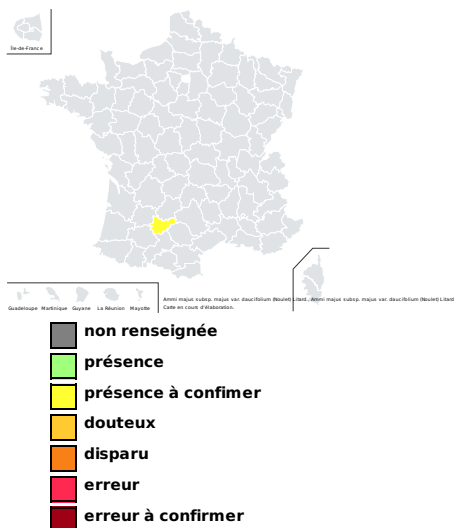 Île-de-France
Guadeloupe Martinique Guyane La Réunion Mayotte
Ammi majus subsp. majus var. daucifolium (Noulet) Litard., Ammi majus subsp. majus var. daucifolium (Noulet) Litard
Carte en cours d'élaboration.
non renseignée
présence
présence à confimer
douteux
disparu
erreur
erreur à confirmer